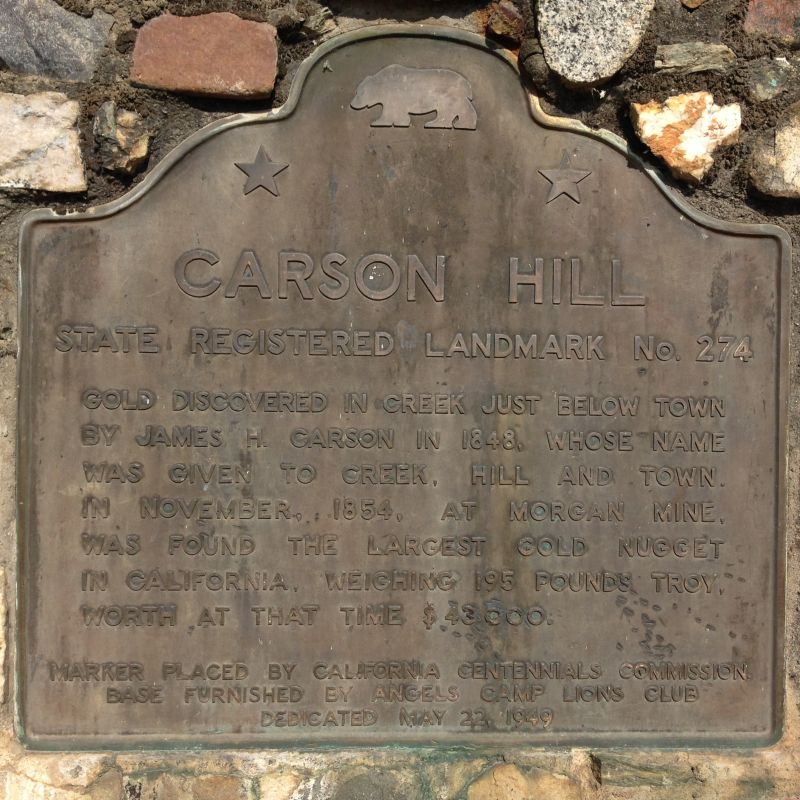 CARSON HILL
STATE REGISTERED LANDMARK No. 274
GOLD DISCOVERED IN CREEK JUST BELOW TOWN
BY JAMES H. CARSON IN 1848, WHOSE NAME
WAS GIVEN TO CREEK, HILL AND TOWN.
IN NOVEMBER, 1854, AT MORGAN MINE,
WAS FOUND THE LARGEST GOLD NUGGET
IN CALIFORNIA, WEIGHING 195 POUNDS TROY,
WORTH AT THAT TIME $43,000.
MARKER PLACED BY CALIFORNIA CENTENNIALS COMMISSION.
BASE FURNISHED BY ANGELS CAMP LIONS CLUB
DEDICATED MAY 22, 1949